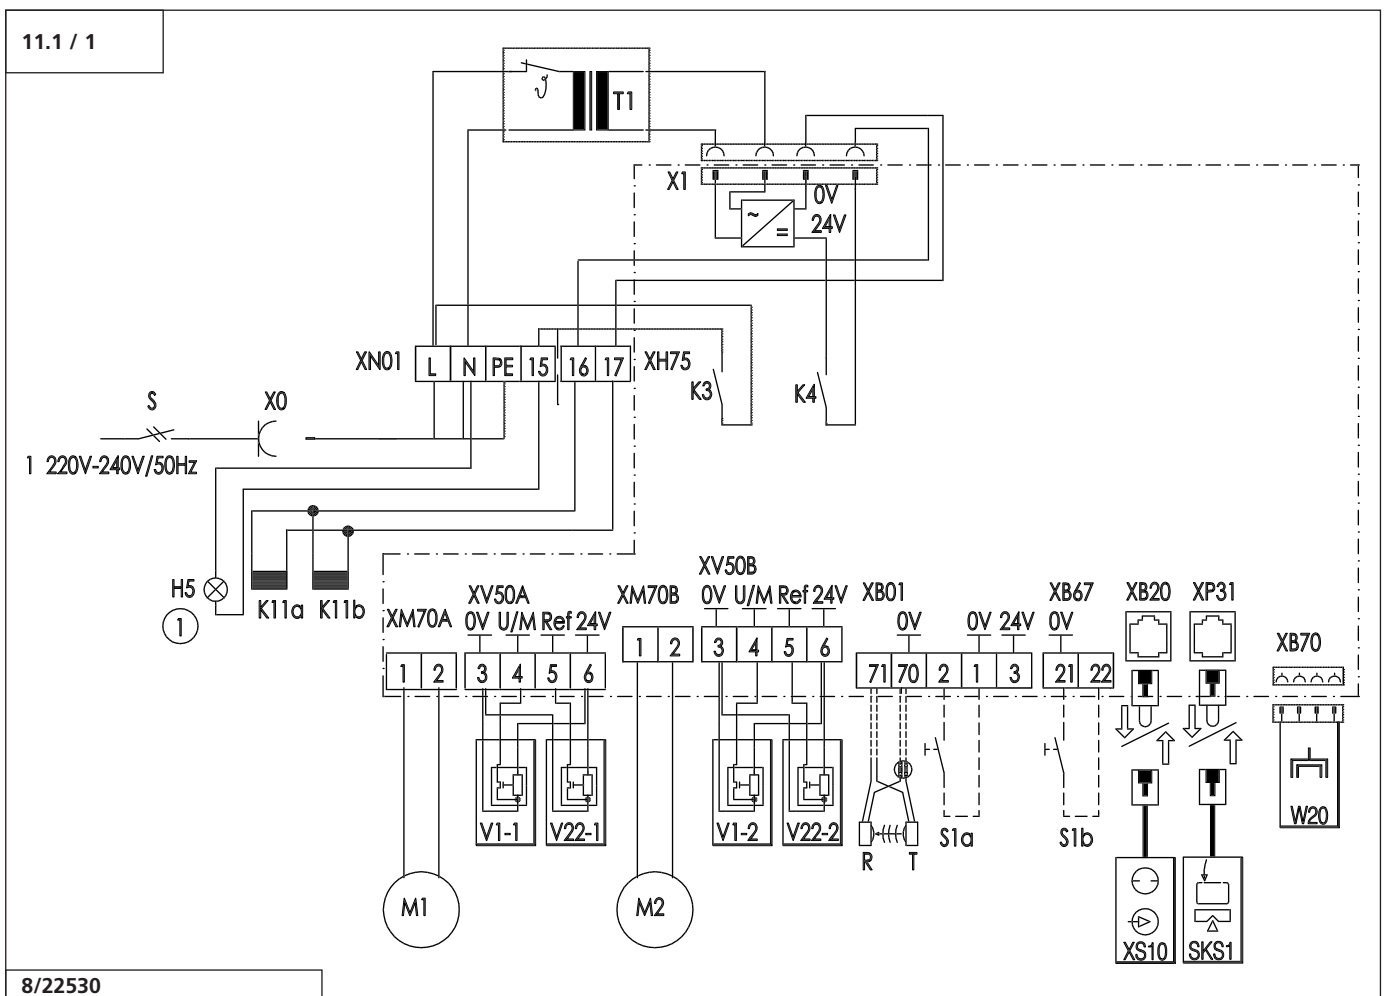 11.1 / 1
ϑ
T1
X1
0V
24V
~
=
XN01
L N PE 15 16 17
XH75
K3
K4
S
X0
1 220V-240V/50Hz
H5
1
K11a K11b
XM70A
XV50A
0V U/M Ref 24V
XM70B
XV50B
0V U/M Ref 24V
XB01
0V 0V 24V
XB67
0V
XB20
XP31
XB70
1 2
3 4 5 6
1 2
3 4 5 6
71 70 2 1 3
21 22
V1-1
V22-1
V1-2
V22-2
R T
S1a
S1b
W20
M1
M2
XS10
SKS1
8/22530